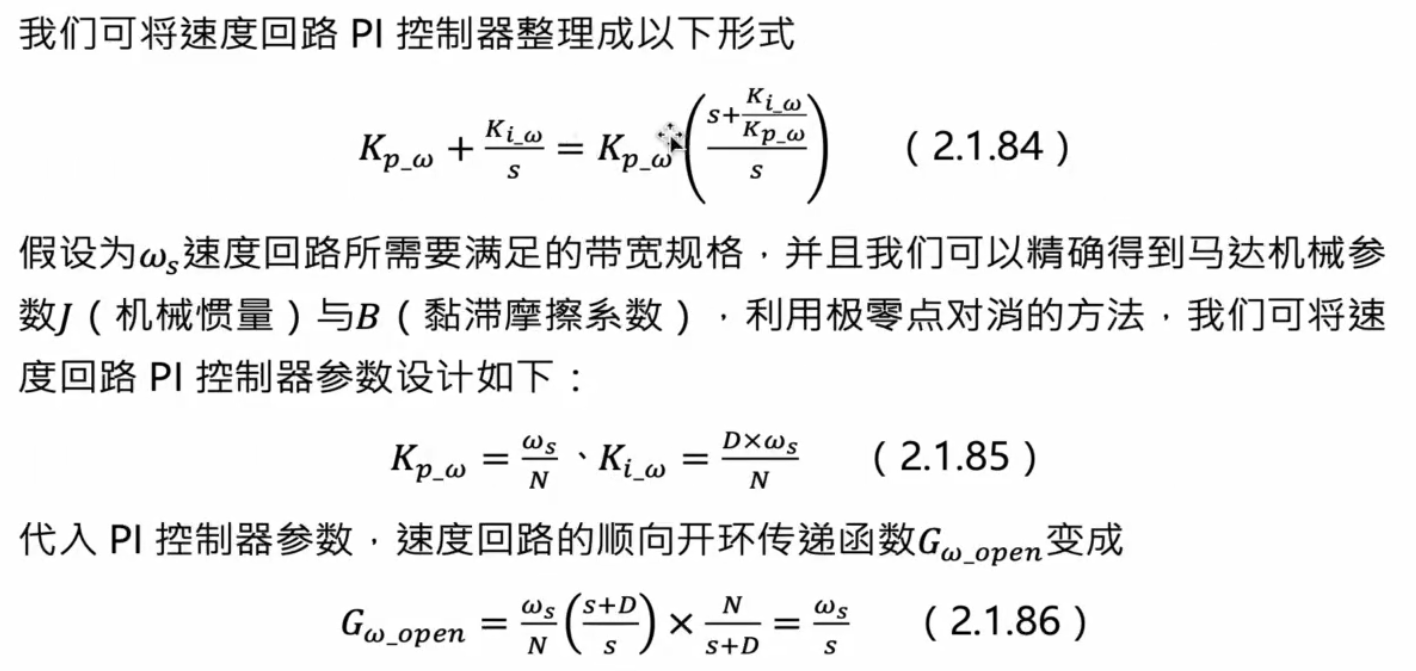 我们可将速度回路 PI 控制器整理成以下形式
$K_{p\_\omega} + \frac{K_{i\_\omega}}{s} = K_{p\_\omega}\left(\frac{s+\frac{K_{i\_\omega}}{K_{p\_\omega}}}{s}\right)$ （2.1.84）
假设为$\omega_s$速度回路所需要满足的带宽规格，并且我们可以精确得到马达机械参
数$J$（机械惯量）与$B$（黏滞摩擦系数），利用极零点对消的方法，我们可将速
度回路 PI 控制器参数设计如下：
$K_{p\_\omega} = \frac{\omega_s}{N}$、$K_{i\_\omega} = \frac{D\times\omega_s}{N}$ （2.1.85）
代入 PI 控制器参数，速度回路的顺向开环传递函数$G_{\omega\_open}$变成
$G_{\omega\_open} = \frac{\omega_s}{N}\left(\frac{s+D}{s}\right) \times \frac{N}{s+D} = \frac{\omega_s}{s}$ （2.1.86）